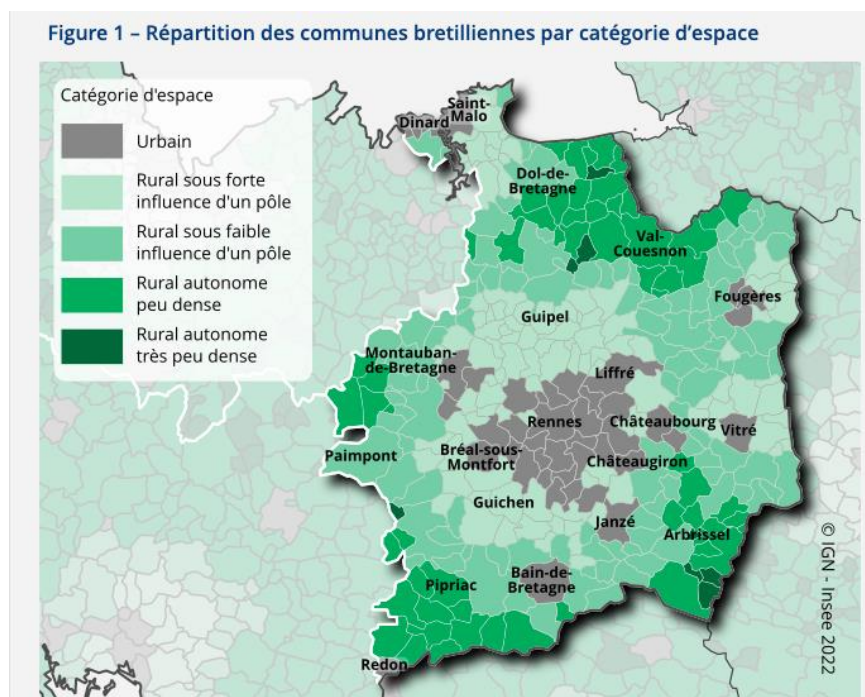 Figure 1 – Répartition des communes bretilliennes par catégorie d'espace
Catégorie d'espace
Urbain
Rural sous forte
influence d'un pôle
Rural sous faible
influence d'un pôle
Rural autonome
peu dense
Rural autonome
très peu dense
Saint-
Malo
Dinard
Dol-de-
Bretagne
Val-
Couesnon
Fougères
Guipel
Montauban-
de-Bretagne
Liffré
Rennes
Châteaubourg
Vitré
Paimpont
Bréal-sous-
Montfort
Châteaugiron
Guichen
Janzé
Arbrissel
Bain-de-
Bretagne
Pipriac
Redon
© IGN - Insee 2022